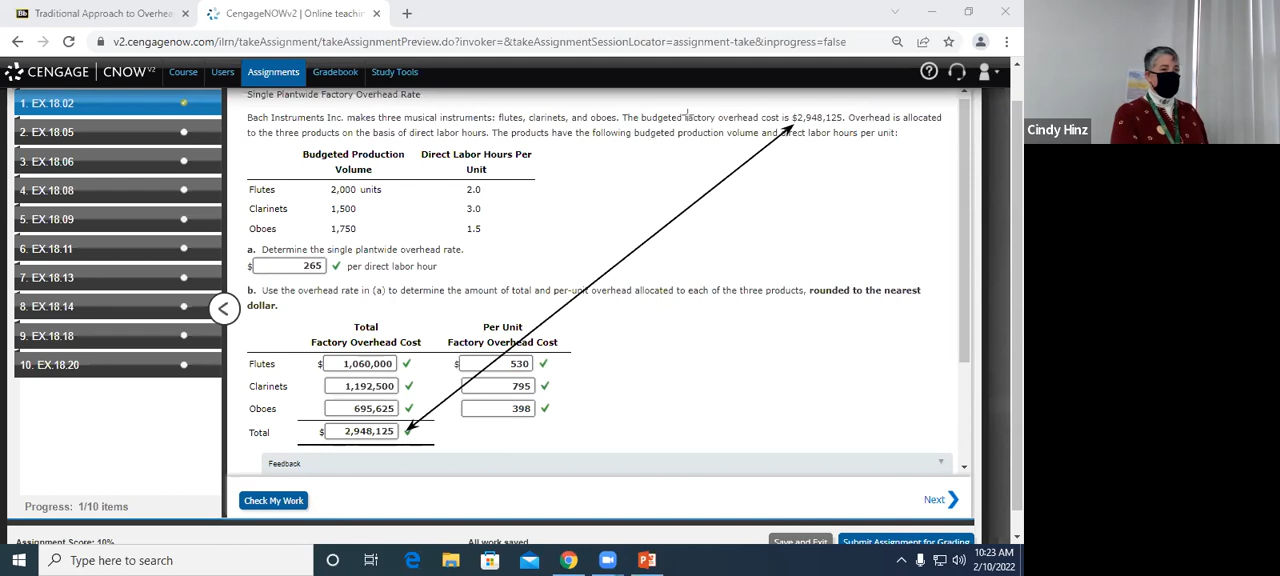 Traditional Approach to Overhe
CengageNOWv2 | Online teachin
v2.cengagenow.com/ilrn/takeAssignment/takeAssignmentPreview.do?invoker=&takeAssignmentSessionLocator=assignment-take&inprogress=false
CENGAGE | CNOWv2
Course
Users
Assignments
Gradebook
Study Tools
Cindy Hinz
1. EX.18.02
2. EX.18.05
3. EX.18.06
4. EX.18.08
5. EX.18.09
6. EX.18.11
7. EX.18.13
8. EX.18.14
9. EX.18.18
10. EX.18.20
Progress: 1/10 items
Single Plantwide Factory Overhead Rate
Bach Instruments Inc. makes three musical instruments: flutes, clarinets, and oboes. The budgeted factory overhead cost is $2,948,125. Overhead is allocated
to the three products on the basis of direct labor hours. The products have the following budgeted production volume and direct labor hours per unit:
Budgeted Production Direct Labor Hours Per
Volume Unit
Flutes 2,000 units 2.0
Clarinets 1,500 3.0
Oboes 1,750 1.5
a. Determine the single plantwide overhead rate.
$ 265 per direct labor hour
b. Use the overhead rate in (a) to determine the amount of total and per-unit overhead allocated to each of the three products, rounded to the nearest
dollar.
Total Per Unit
Factory Overhead Cost Factory Overhead Cost
Flutes $ 1,060,000 $ 530
Clarinets 1,192,500 795
Oboes 695,625 398
Total $ 2,948,125
Feedback
Check My Work
Next
Assignment Score: 10%
All work saved.
Save and Exit
Submit Assignment for Grading
Type here to search
10:23 AM
2/10/2022